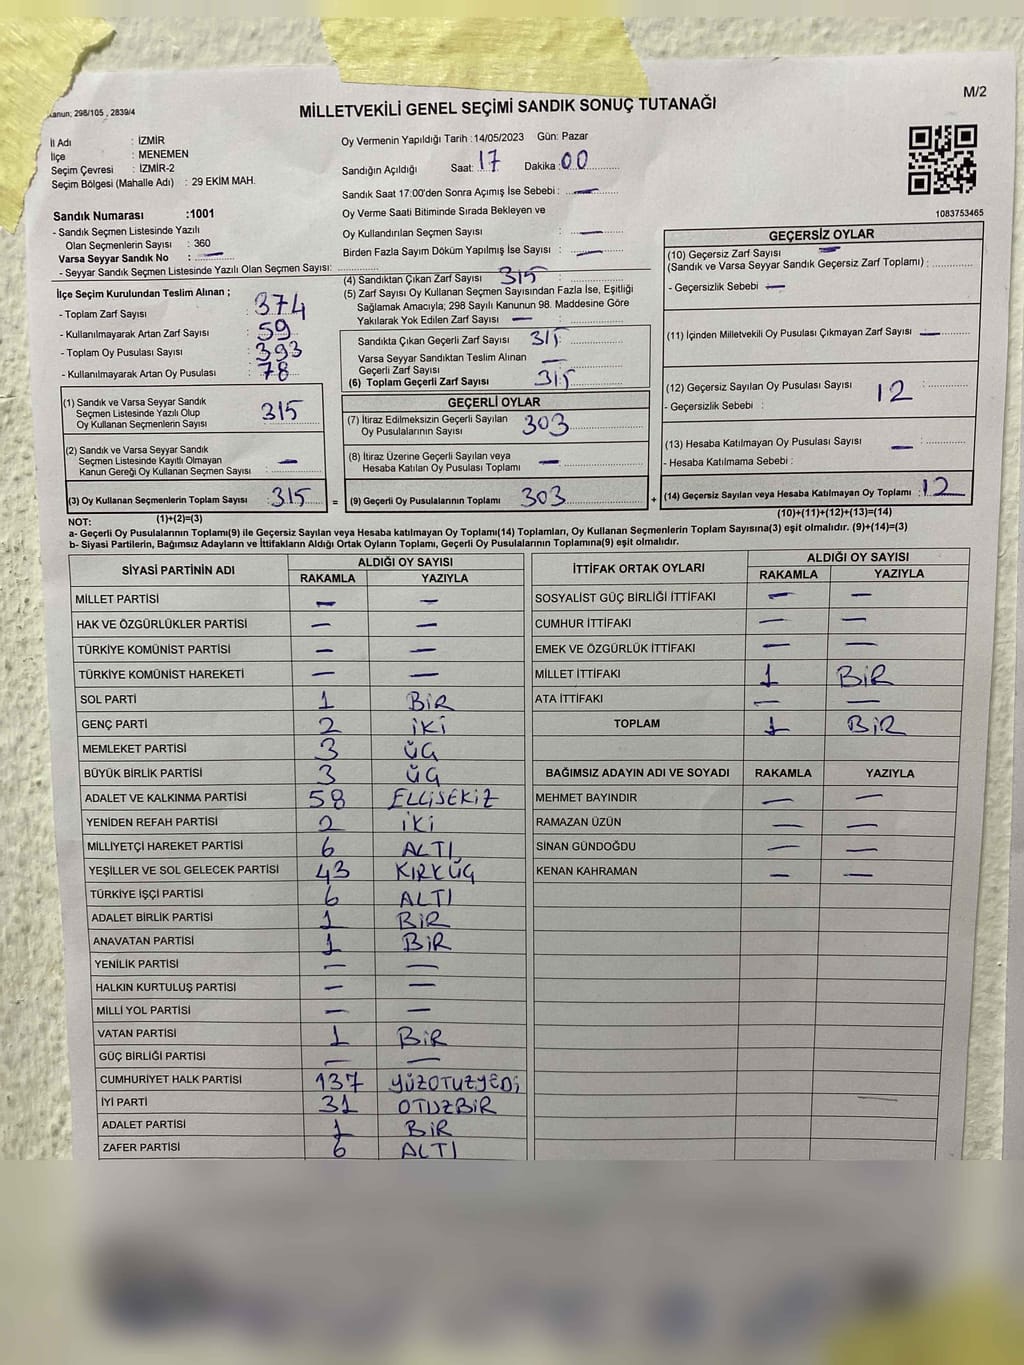 M/2
Kanun; 298/105 , 2839/4
MİLLETVEKİLİ GENEL SEÇİMİ SANDIK SONUÇ TUTANAĞI
İl Adı : İZMİR
İlçe : MENEMEN
Seçim Çevresi : İZMİR-2
Seçim Bölgesi (Mahalle Adı) : 29 EKİM MAH.
Oy Vermenin Yapıldığı Tarih :14/05/2023 Gün: Pazar
Sandığın Açıldığı Saat: 17 Dakika: 00
Sandık Saat 17.00'den Sonra Açımış İse Sebebi : —
Oy Verme Saati Bitiminde Sırada Bekleyen ve
Oy Kullandırılan Seçmen Sayısı : —
Birden Fazla Sayım Döküm Yapılmış İse Sayısı : —
1083753465
Sandık Numarası :1001
- Sandık Seçmen Listesinde Yazılı
Olan Seçmenlerin Sayısı : 360
Varsa Seyyar Sandık No : —
- Seyyar Sandık Seçmen Listesinde Yazılı Olan Seçmen Sayısı:
İlçe Seçim Kurulundan Teslim Alınan ;
- Toplam Zarf Sayısı : 374
- Kullanılmayarak Artan Zarf Sayısı : 59
- Toplam Oy Pusulası Sayısı : 393
- Kullanılmayarak Artan Oy Pusulası : 78
(1) Sandık ve Varsa Seyyar Sandık
Seçmen Listesinde Yazılı Olup
Oy Kullanan Seçmenlerin Sayısı 315
(2) Sandık ve Varsa Seyyar Sandık
Seçmen Listesinde Kayıtlı Olmayan
Kanun Gereği Oy Kullanan Seçmen Sayısı : —
(3) Oy Kullanan Seçmenlerin Toplam Sayısı : 315 =
(1)+(2)=(3)
(4) Sandıktan Çıkan Zarf Sayısı 315
(5) Zarf Sayısı Oy Kullanan Seçmen Sayısından Fazla İse, Eşitliği
Sağlamak Amacıyla; 298 Sayılı Kanunun 98. Maddesine Göre
Yakılarak Yok Edilen Zarf Sayısı —
Sandıkta Çıkan Geçerli Zarf Sayısı 315
Varsa Seyyar Sandıktan Teslim Alınan
Geçerli Zarf Sayısı —
(6) Toplam Geçerli Zarf Sayısı 315
GEÇERLİ OYLAR
(7) İtiraz Edilmeksizin Geçerli Sayılan
Oy Pusulalarının Sayısı 303
(8) İtiraz Üzerine Geçerli Sayılan veya
Hesaba Katılan Oy Pusulası Toplamı —
(9) Geçerli Oy Pusulalarının Toplamı 303 +
GEÇERSİZ OYLAR
(10) Geçersiz Zarf Sayısı —
(Sandık ve Varsa Seyyar Sandık Geçersiz Zarf Toplamı) :
- Geçersizlik Sebebi —
(11) İçinden Milletvekili Oy Pusulası Çıkmayan Zarf Sayısı —
(12) Geçersiz Sayılan Oy Pusulası Sayısı 12
- Geçersizlik Sebebi :
(13) Hesaba Katılmayan Oy Pusulası Sayısı —
- Hesaba Katılmama Sebebi :
(14) Geçersiz Sayılan veya Hesaba Katılmayan Oy Toplamı : 12
(10)+(11)+(12)+(13)=(14)
NOT:
a- Geçerli Oy Pusulalarının Toplamı(9) ile Geçersiz Sayılan veya Hesaba katılmayan Oy Toplamı(14) Toplamları, Oy Kullanan Seçmenlerin Toplam Sayısına(3) eşit olmalıdır. (9)+(14)=(3)
b- Siyasi Partilerin, Bağımsız Adayların ve İttifakların Aldığı Ortak Oyların Toplamı, Geçerli Oy Pusulalarının Toplamına(9) eşit olmalıdır.
SİYASİ PARTİNİN ADI ALDIĞI OY SAYISI
RAKAMLA YAZIYLA
MİLLET PARTİSİ — —
HAK VE ÖZGÜRLÜKLER PARTİSİ — —
TÜRKİYE KOMÜNİST PARTİSİ — —
TÜRKİYE KOMÜNİST HAREKETİ — —
SOL PARTİ 1 BİR
GENÇ PARTİ 2 İKİ
MEMLEKET PARTİSİ 3 ÜÇ
BÜYÜK BİRLİK PARTİSİ 3 ÜÇ
ADALET VE KALKINMA PARTİSİ 58 ELLİSEKİZ
YENİDEN REFAH PARTİSİ 2 İKİ
MİLLİYETÇİ HAREKET PARTİSİ 6 ALTI
YEŞİLLER VE SOL GELECEK PARTİSİ 43 KIRKÜÇ
TÜRKİYE İŞÇİ PARTİSİ 6 ALTI
ADALET BİRLİK PARTİSİ 1 BİR
ANAVATAN PARTİSİ 1 BİR
YENİLİK PARTİSİ — —
HALKIN KURTULUŞ PARTİSİ — —
MİLLİ YOL PARTİSİ — —
VATAN PARTİSİ 1 BİR
GÜÇ BİRLİĞİ PARTİSİ — —
CUMHURİYET HALK PARTİSİ 137 YÜZOTUZYEDİ
İYİ PARTİ 31 OTUZBİR
ADALET PARTİSİ 1 BİR
ZAFER PARTİSİ 6 ALTI
İTTİFAK ORTAK OYLARI ALDIĞI OY SAYISI
RAKAMLA YAZIYLA
SOSYALİST GÜÇ BİRLİĞİ İTTİFAKI — —
CUMHUR İTTİFAKI — —
EMEK VE ÖZGÜRLÜK İTTİFAKI — —
MİLLET İTTİFAKI 1 BİR
ATA İTTİFAKI — —
TOPLAM 1 BİR
BAĞIMSIZ ADAYIN ADI VE SOYADI RAKAMLA YAZIYLA
MEHMET BAYINDIR — —
RAMAZAN ÜZÜN — —
SİNAN GÜNDOĞDU — —
KENAN KAHRAMAN — —